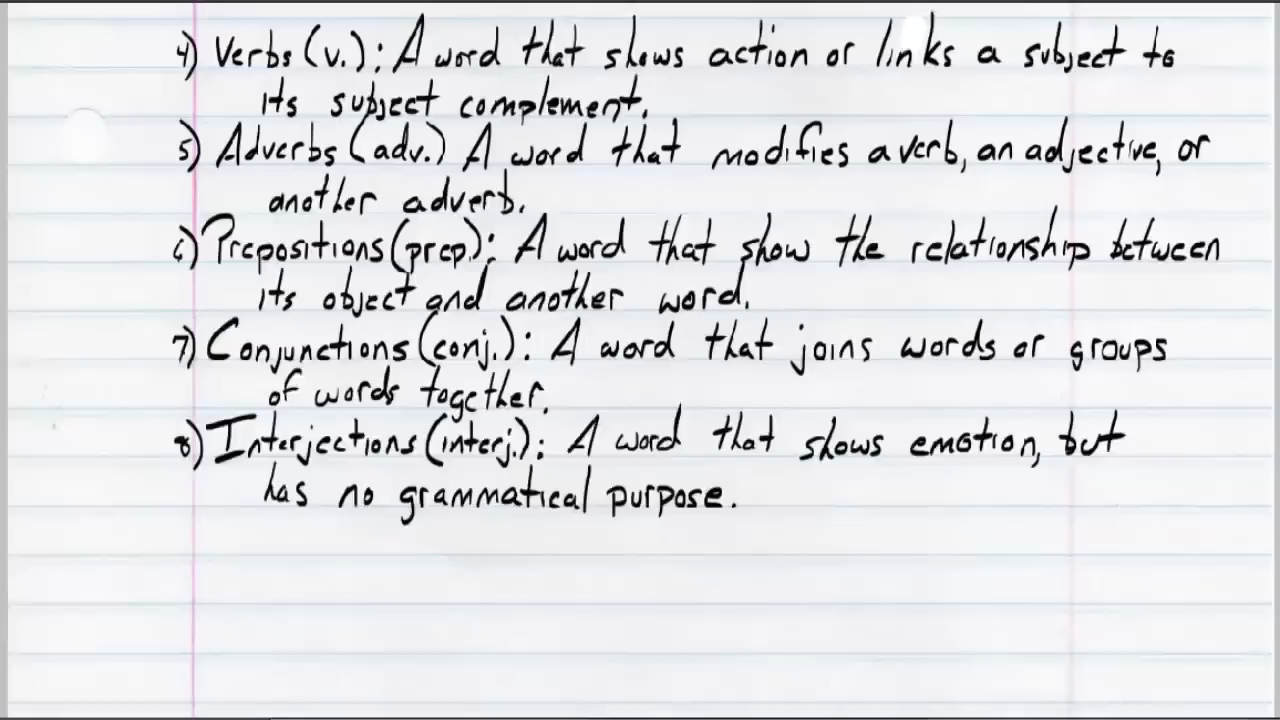 4) Verbs (v.): A word that shows action or links a subject to
its subject complement.
5) Adverbs (adv.) A word that modifies a verb, an adjective, or
another adverb.
6) Prepositions (prep.): A word that show the relationship between
its object and another word.
7) Conjunctions (conj.): A word that joins words or groups
of words together.
8) Interjections (interj.): A word that shows emotion, but
has no grammatical purpose.